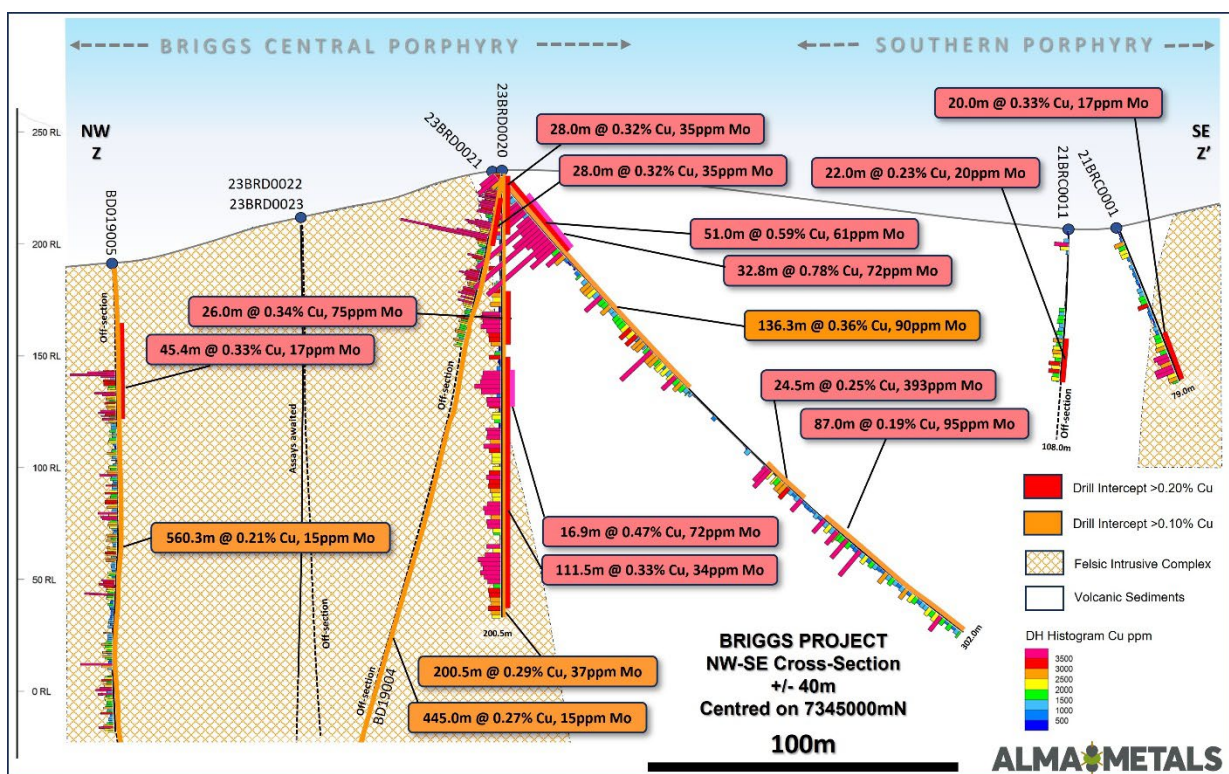 BRIGGS CENTRAL PORPHYRY
SOUTHERN PORPHYRY
NW
Z
SE
Z'
250 RL
200 RL
150 RL
100 RL
50 RL
0 RL
BD019005
23BRD0022
23BRD0023
23BRD0021
23BRD0020
21BRC0011
21BRC0001
28.0m @ 0.32% Cu, 35ppm Mo
28.0m @ 0.32% Cu, 35ppm Mo
20.0m @ 0.33% Cu, 17ppm Mo
22.0m @ 0.23% Cu, 20ppm Mo
51.0m @ 0.59% Cu, 61ppm Mo
32.8m @ 0.78% Cu, 72ppm Mo
26.0m @ 0.34% Cu, 75ppm Mo
136.3m @ 0.36% Cu, 90ppm Mo
45.4m @ 0.33% Cu, 17ppm Mo
24.5m @ 0.25% Cu, 393ppm Mo
87.0m @ 0.19% Cu, 95ppm Mo
560.3m @ 0.21% Cu, 15ppm Mo
16.9m @ 0.47% Cu, 72ppm Mo
111.5m @ 0.33% Cu, 34ppm Mo
200.5m @ 0.29% Cu, 37ppm Mo
445.0m @ 0.27% Cu, 15ppm Mo
Off-section
Assays awaited
Off-section
Off-section
Off-section
BD19004
200.5m
302.0m
108.0m
Off-section
79.0m
BRIGGS PROJECT
NW-SE Cross-Section
+/- 40m
Centred on 7345000mN
100m
Drill Intercept >0.20% Cu
Drill Intercept >0.10% Cu
Felsic Intrusive Complex
Volcanic Sediments
DH Histogram Cu ppm
3500
3000
2500
2000
1500
1000
500
ALMA METALS